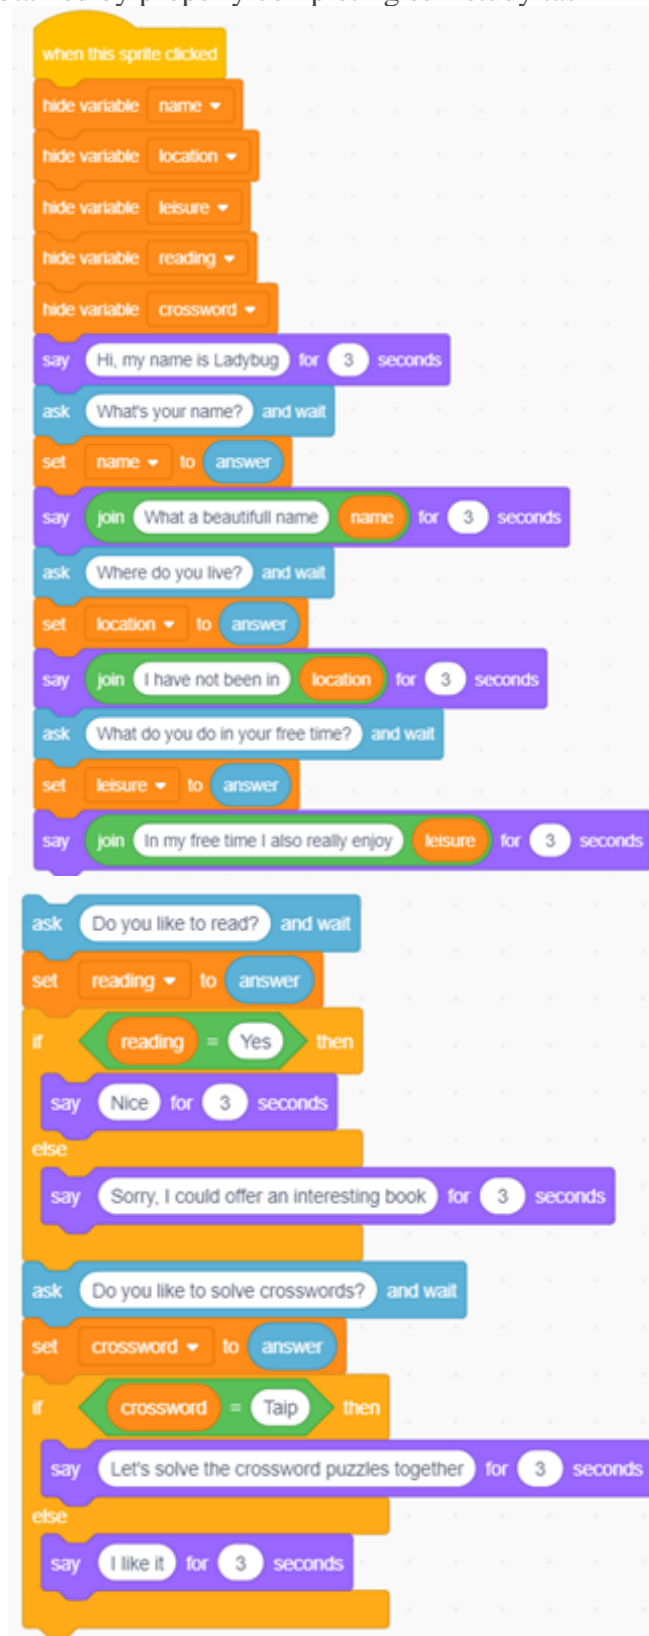 when this sprite clicked
hide variable name
hide variable location
hide variable leisure
hide variable reading
hide variable crossword
say Hi, my name is Ladybug for 3 seconds
ask What's your name? and wait
set name to answer
say join What a beautifull name name for 3 seconds
ask Where do you live? and wait
set location to answer
say join I have not been in location for 3 seconds
ask What do you do in your free time? and wait
set leisure to answer
say join In my free time I also really enjoy leisure for 3 seconds
ask Do you like to read? and wait
set reading to answer
if reading = Yes then
say Nice for 3 seconds
else
say Sorry, I could offer an interesting book for 3 seconds
ask Do you like to solve crosswords? and wait
set crossword to answer
if crossword = Taip then
say Let's solve the crossword puzzles together for 3 seconds
else
say I like it for 3 seconds